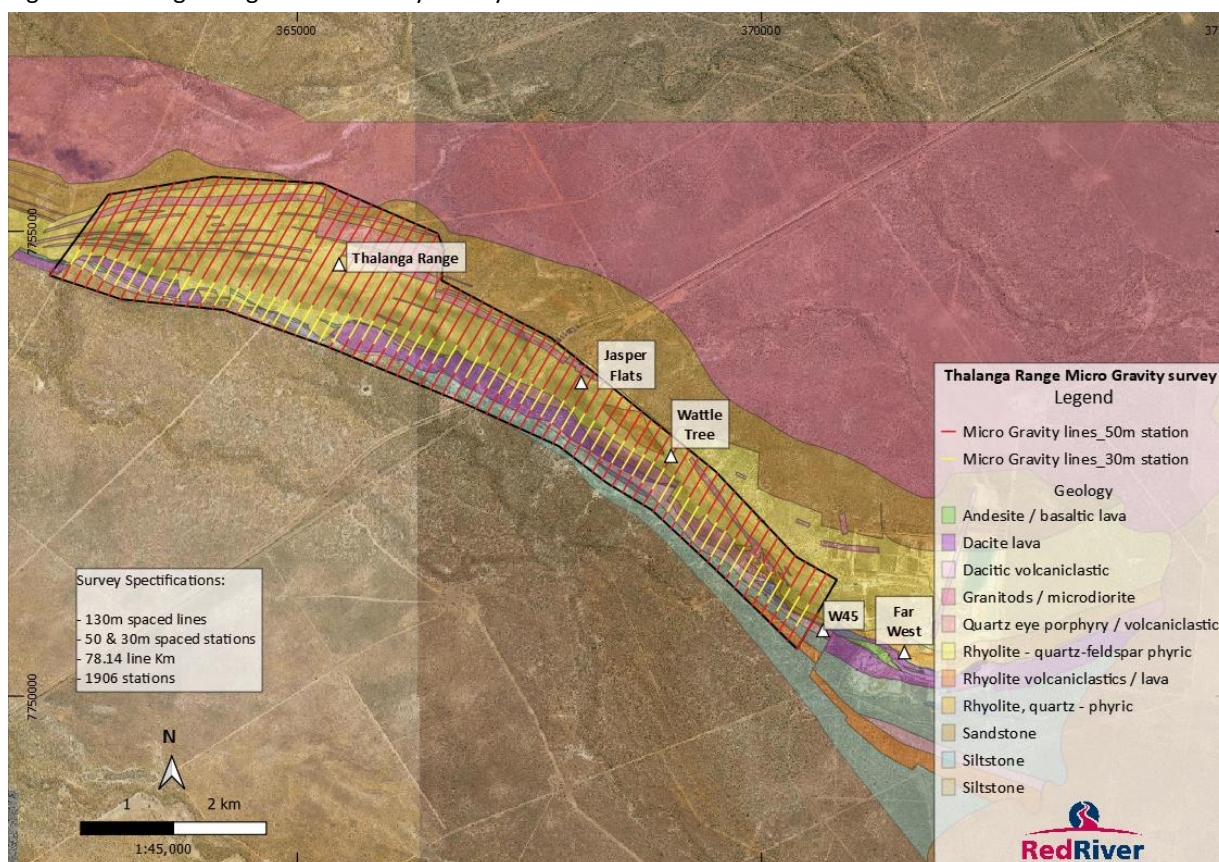 365000
370000
7755000
Thalanga Range
Jasper
Flats
Wattle
Tree
W45
Far
West
7750000
Survey Specifications:
- 130m spaced lines
- 50 & 30m spaced stations
- 78.14 line Km
- 1906 stations
N
1
2 km
1:45,000
Thalanga Range Micro Gravity survey
Legend
Micro Gravity lines_50m station
Micro Gravity lines_30m station
Geology
Andesite / basaltic lava
Dacite lava
Dacitic volcaniclastic
Granitods / microdiorite
Quartz eye porphyry / volcaniclastic
Rhyolite - quartz-feldspar phyric
Rhyolite volcaniclastics / lava
Rhyolite, quartz - phyric
Sandstone
Siltstone
Siltstone
RedRiver